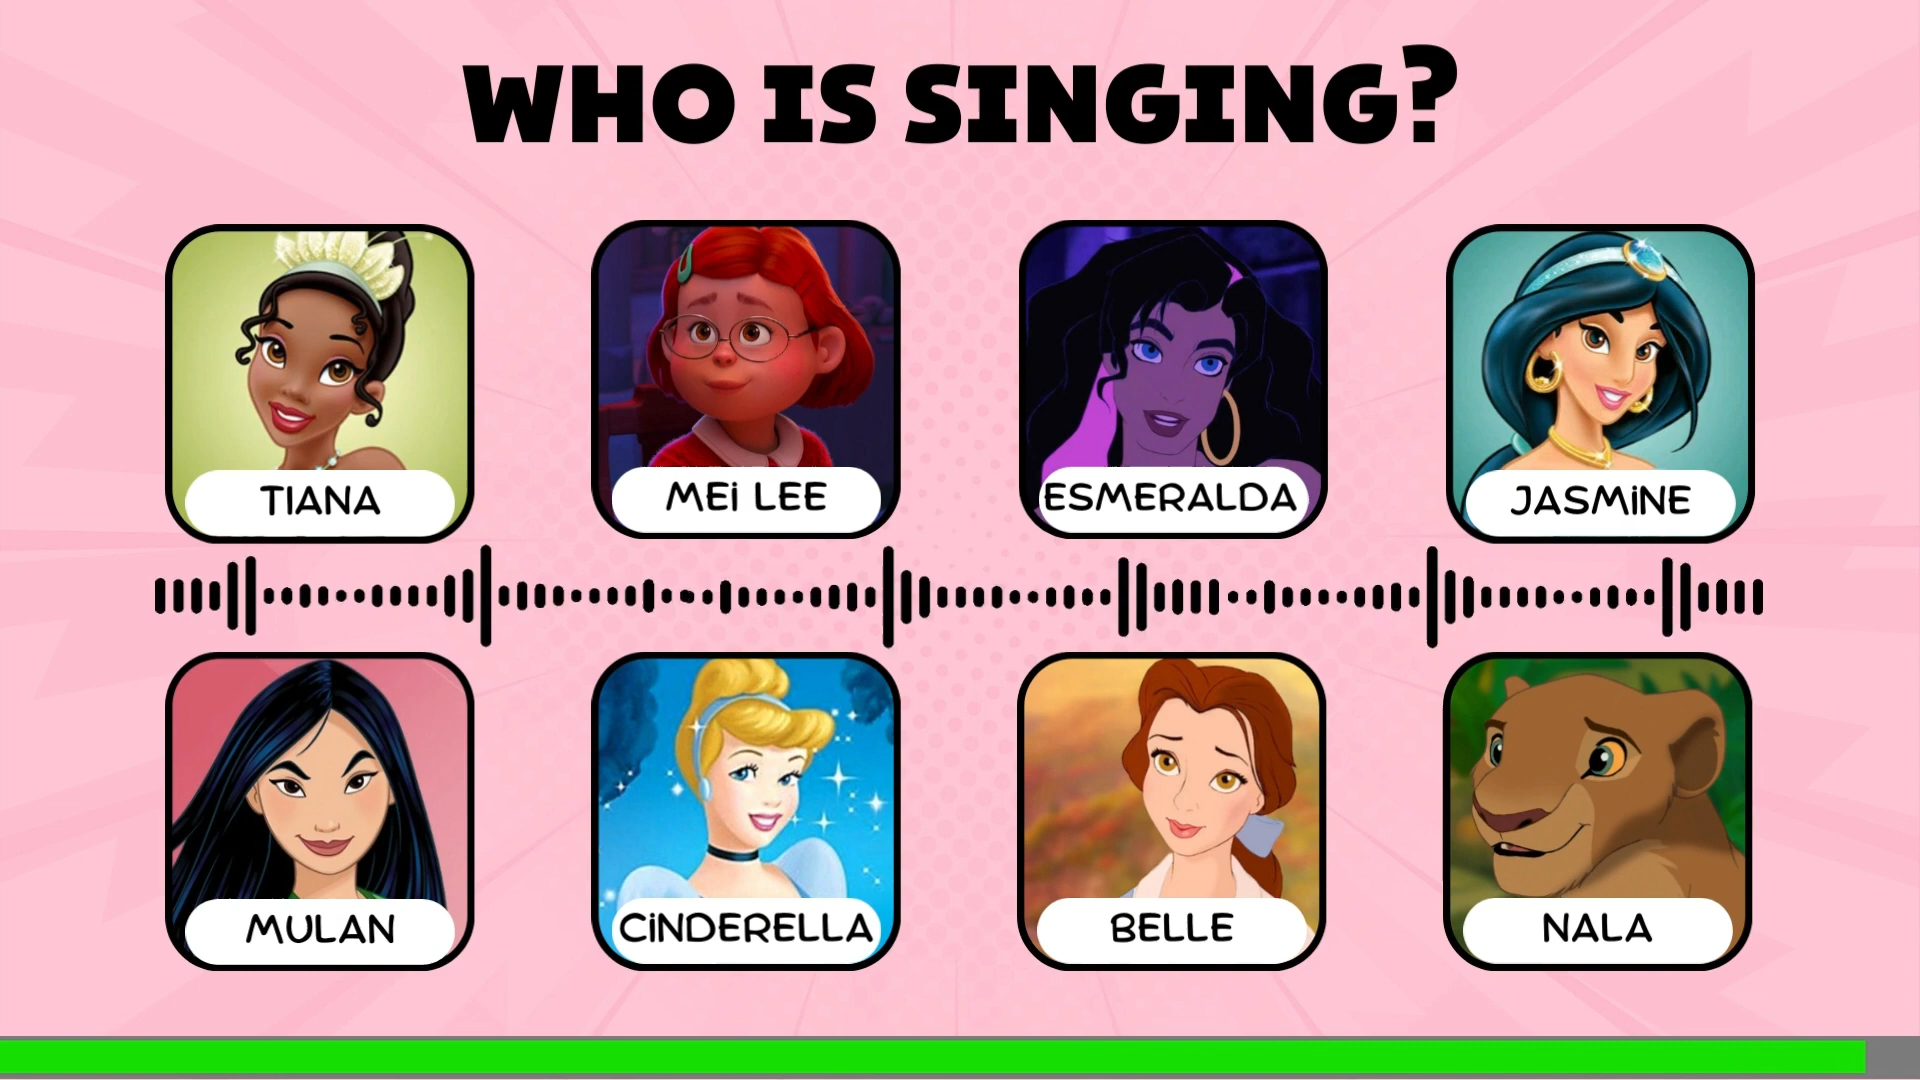 WHO IS SINGING?
TIANA
MEi LEE
ESMERALDA
JASMiNE
MULAN
CiNDERELLA
BELLE
NALA